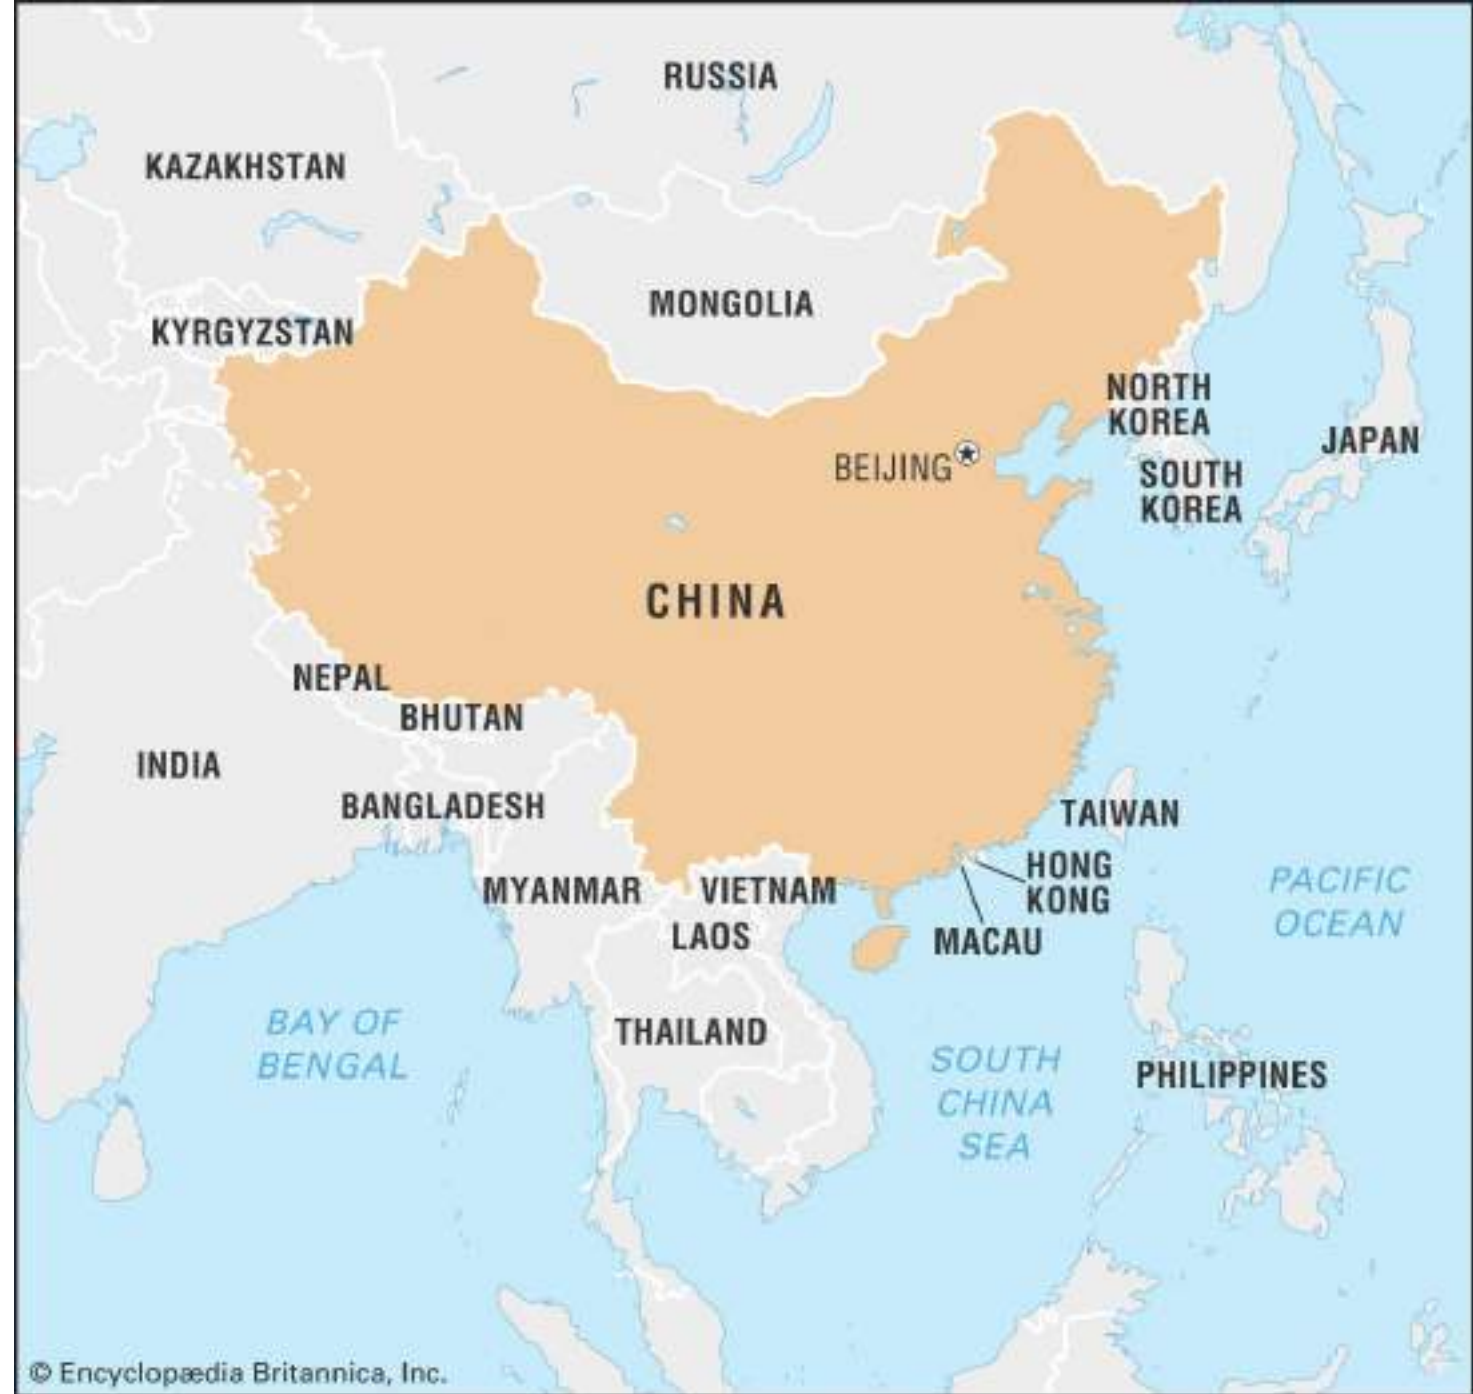 RUSSIA
KAZAKHSTAN
MONGOLIA
KYRGYZSTAN
NORTH
KOREA
JAPAN
BEIJING
SOUTH
KOREA
CHINA
NEPAL
BHUTAN
INDIA
BANGLADESH
TAIWAN
HONG
KONG
MYANMAR
VIETNAM
PACIFIC
OCEAN
LAOS
MACAU
BAY OF
BENGAL
THAILAND
SOUTH
CHINA
SEA
PHILIPPINES
© Encyclopædia Britannica, Inc.